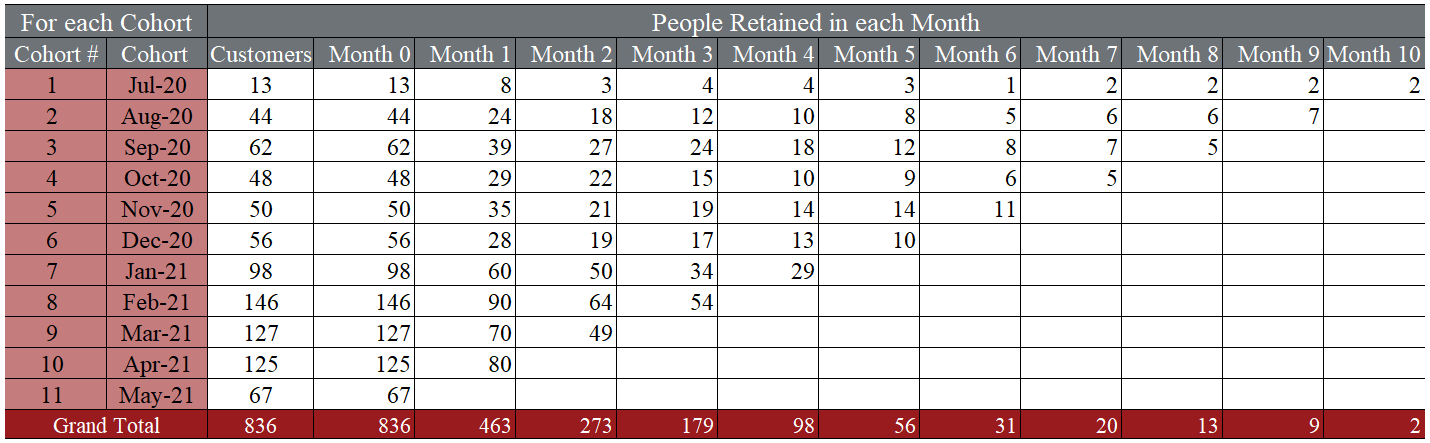 For each Cohort People Retained in each Month
Cohort # Cohort Customers Month 0 Month 1 Month 2 Month 3 Month 4 Month 5 Month 6 Month 7 Month 8 Month 9 Month 10
1 Jul-20 13 13 8 3 4 4 3 1 2 2 2 2
2 Aug-20 44 44 24 18 12 10 8 5 6 6 7
3 Sep-20 62 62 39 27 24 18 12 8 7 5
4 Oct-20 48 48 29 22 15 10 9 6 5
5 Nov-20 50 50 35 21 19 14 14 11
6 Dec-20 56 56 28 19 17 13 10
7 Jan-21 98 98 60 50 34 29
8 Feb-21 146 146 90 64 54
9 Mar-21 127 127 70 49
10 Apr-21 125 125 80
11 May-21 67 67
Grand Total 836 836 463 273 179 98 56 31 20 13 9 2